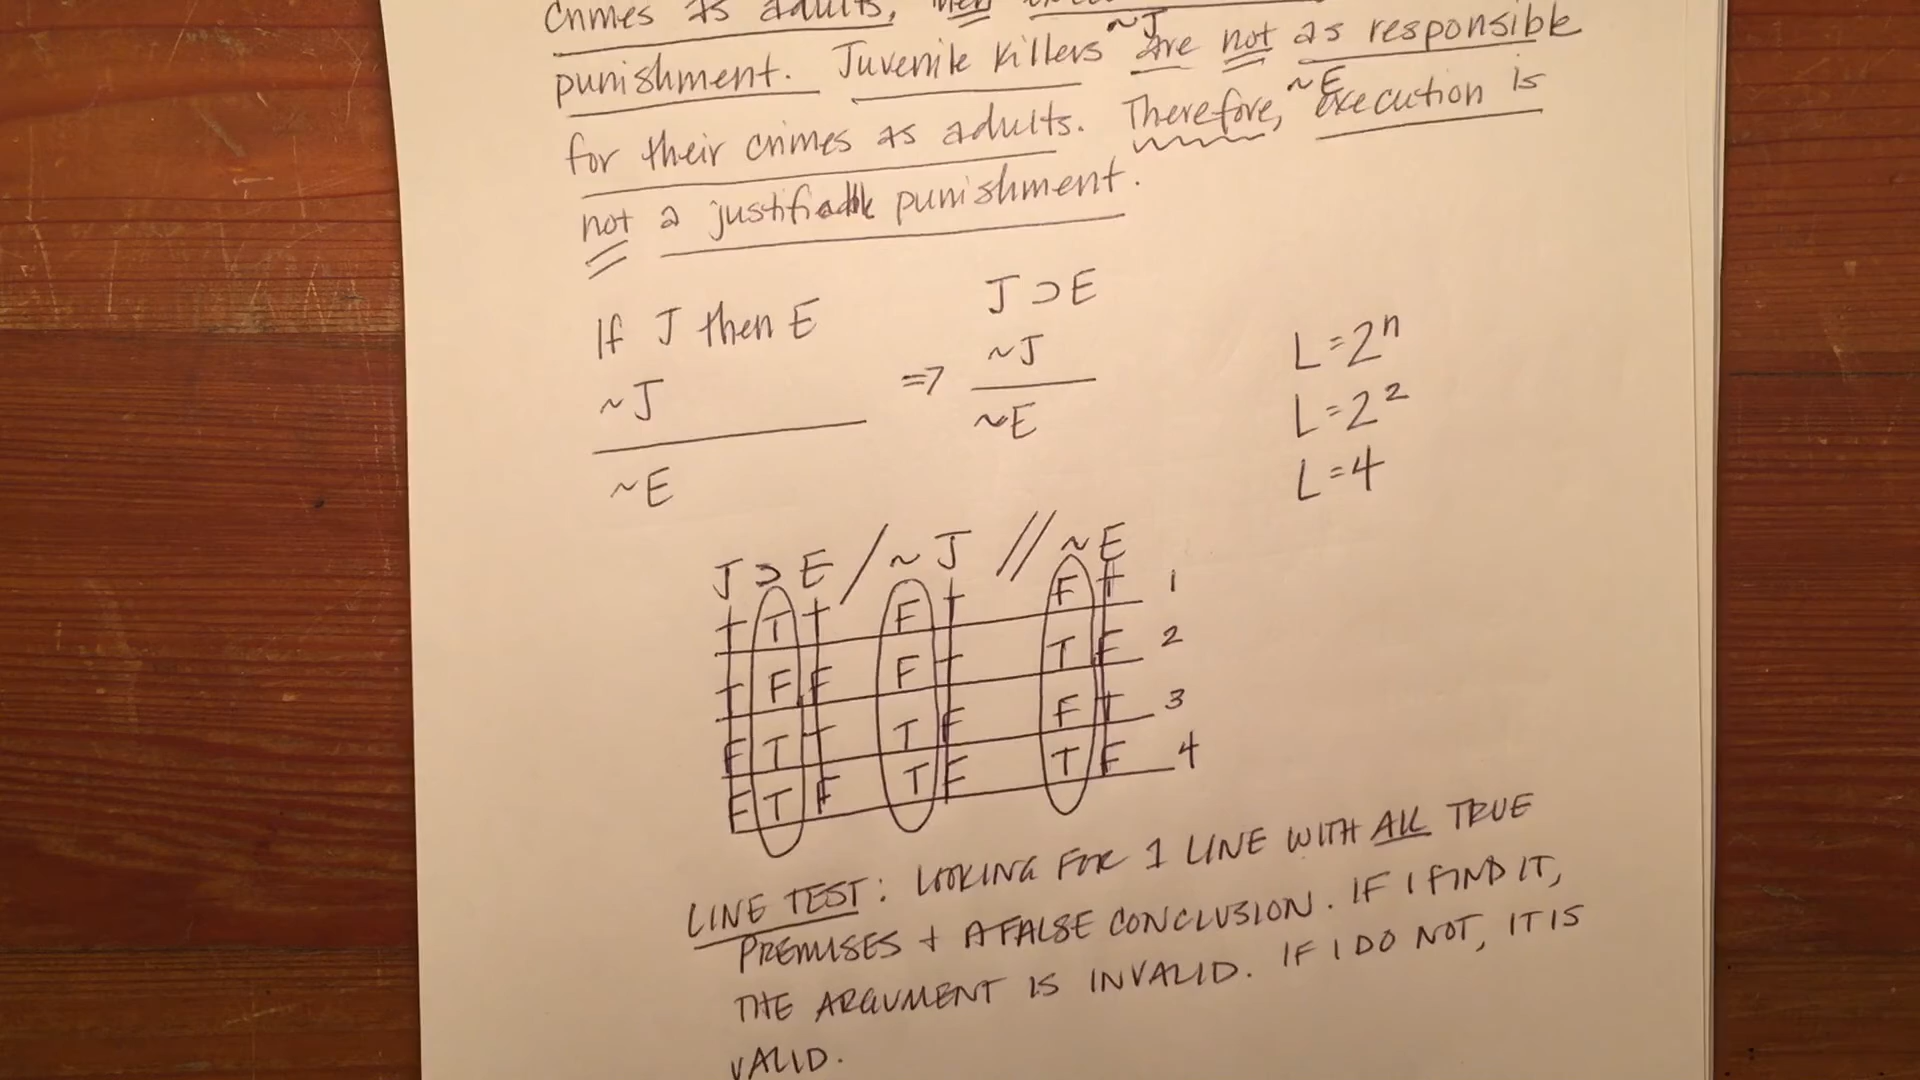 crimes as adults, then
punishment. Juvenile killers ~J are not as responsible
for their crimes as adults. Therefore, ~E execution is
not a justifiable punishment.
If J then E
~J
~E
=>
J ⊃ E
~J
~E
L=2ⁿ
L=2²
L=4
J ⊃ E / ~ J // ~ E
T T T F T F T 1
T F F F T T F 2
F T T T F F T 3
F T F T F T F 4
LINE TEST: LOOKING FOR 1 LINE WITH ALL TRUE
PREMISES + A FALSE CONCLUSION. IF I FIND IT,
THE ARGUMENT IS INVALID. IF I DO NOT, IT IS
VALID.